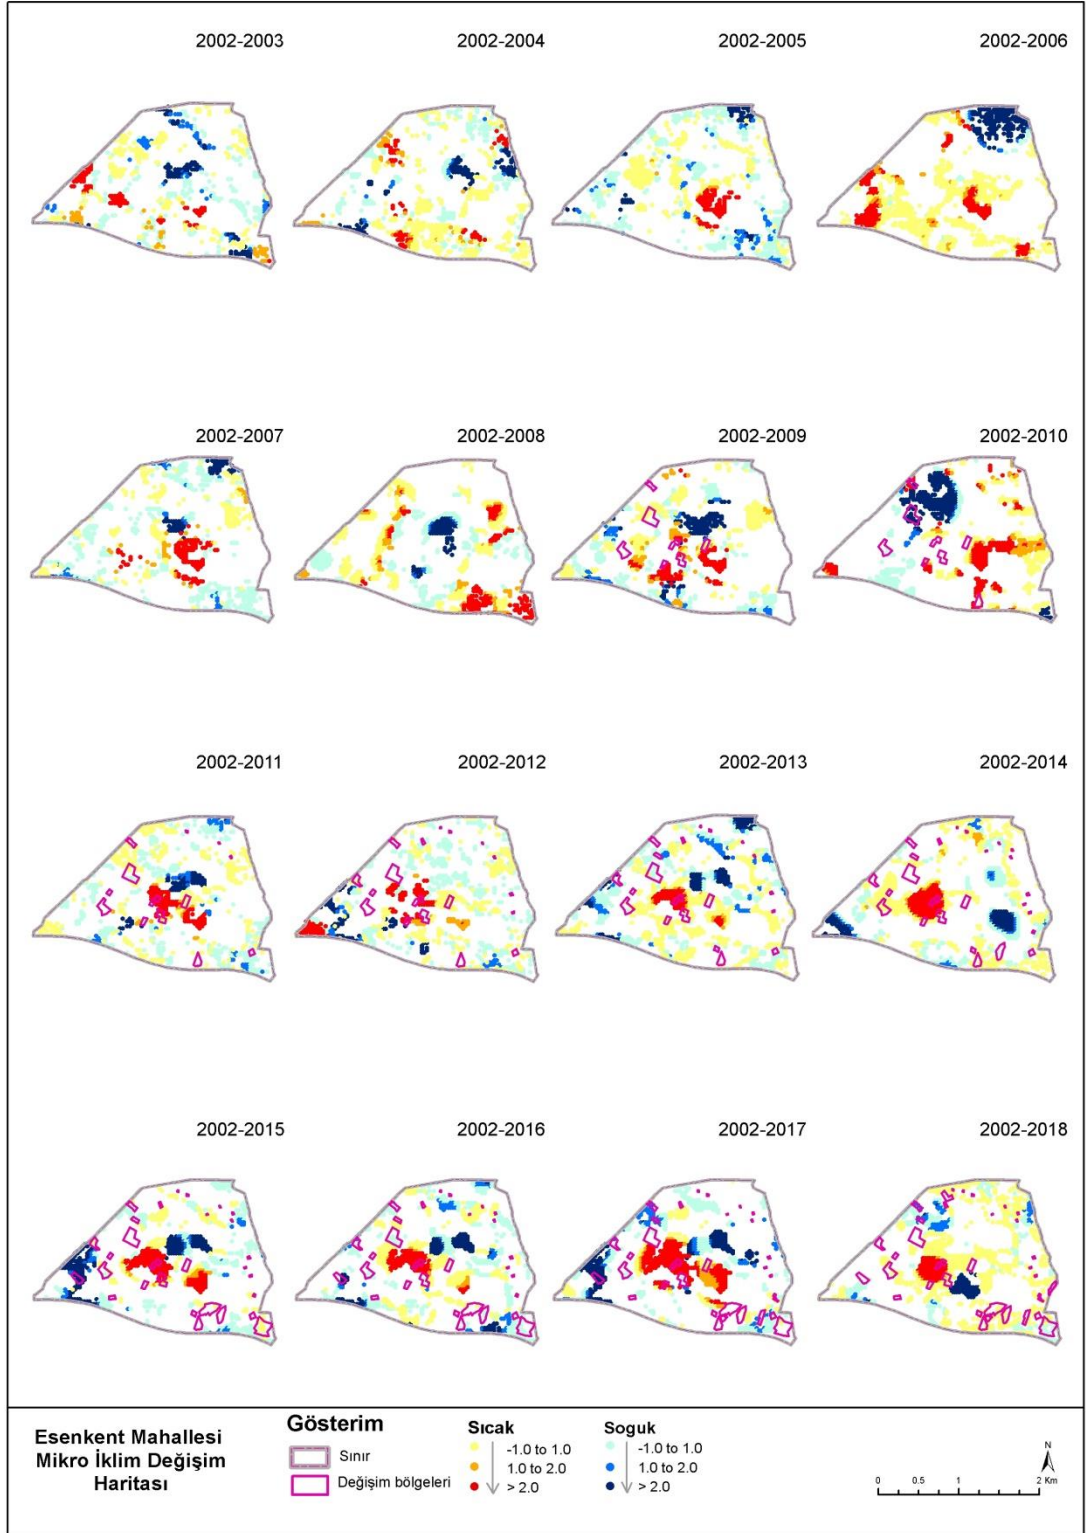 2002-2003
2002-2004
2002-2005
2002-2006
2002-2007
2002-2008
2002-2009
2002-2010
2002-2011
2002-2012
2002-2013
2002-2014
2002-2015
2002-2016
2002-2017
2002-2018
Esenkent Mahallesi
Mikro İklim Değişim
Haritası
Gösterim
Sınır
Değişim bölgeleri
Sıcak
-1.0 to 1.0
1.0 to 2.0
> 2.0
Soguk
-1.0 to 1.0
1.0 to 2.0
> 2.0
N
0 0.5 1 2 Km